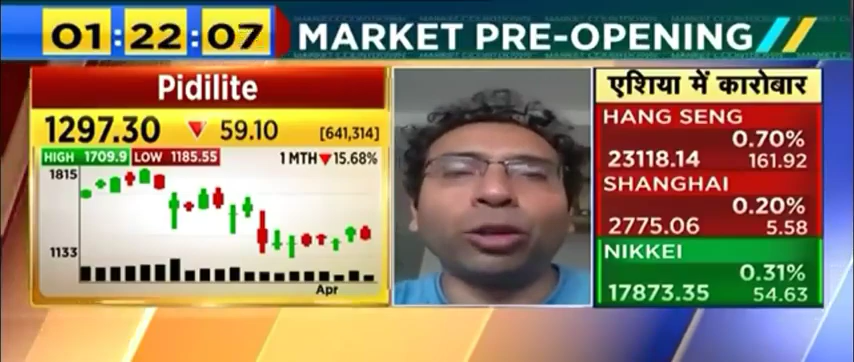 01:22:07 MARKET PRE-OPENING
Pidilite
1297.30 ▼ 59.10 [641,314]
HIGH 1709.9 LOW 1185.55 1 MTH▼15.68%
1815
1133
Apr
एशिया में कारोबार
HANG SENG
0.70%
23118.14 161.92
SHANGHAI
0.20%
2775.06 5.58
NIKKEI
0.31%
17873.35 54.63